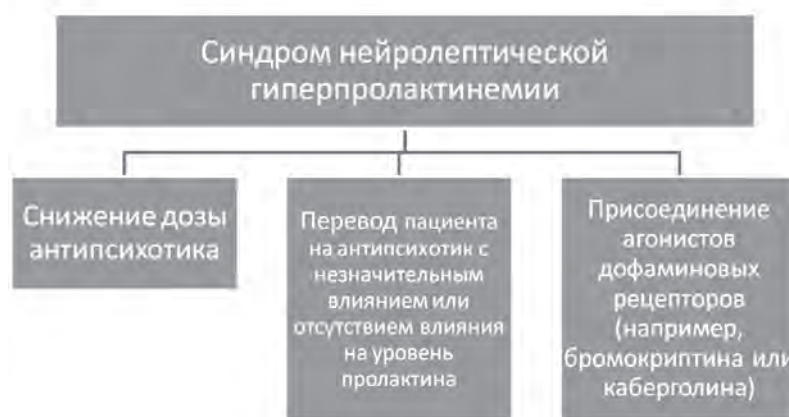 Синдром нейролептической
гиперпролактинемии
Снижение дозы
антипсихотика
Перевод пациента
на антипсихотик с
незначительным
влиянием или
отсутствием влияния
на уровень
пролактина
Присоединение
агонистов
дофаминовых
рецепторов
(например,
бромокриптина или
каберголина)